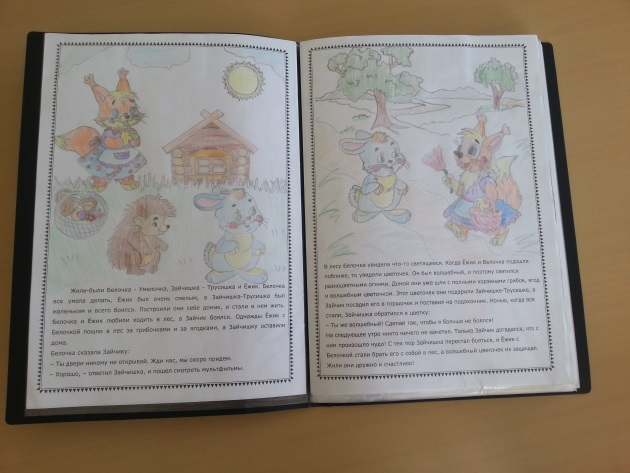 Жили-были Белочка - Умнючка, Зайчишка - Трусишка и Ёжик. Белочка
все умела делать, Ёжик был очень смелым, а Зайчишка-Трусишка был
маленьким и всего боялся. Построили они себе домик, и стали в нем жить.
Белочка и Ёжик любили ходить в лес, а Зайчик боялся. Однажды Ёжик с
Белочкой пошли в лес за грибочками и за ягодками, а Зайчишку оставили
дома.
Белочка сказала Зайчику:
– Ты двери никому не открывай. Жди нас, мы скоро придем.
– Хорошо, – ответил Зайчишка, и пошел смотреть мультфильмы.
В лесу Белочка увидела что-то светящееся. Когда Ёжик и Белочка подошли
поближе, то увидели цветочек. Он был волшебный, и поэтому светился
разноцветными огнями. Домой они уже шли с полными корзинами грибов, ягод
и волшебным цветочком. Этот цветочек они подарили Зайчишке-Трусишке, а
Зайчик посадил его в горшочек и поставил на подоконник. Ночью, когда все
спали, Зайчишка обратился к цветку:
– Ты же волшебный! Сделай так, чтобы я больше не боялся!
На следующее утро никто ничего не заметил. Только Зайчик догадался, что с
ним произошло чудо! С тех пор Зайчишка перестал бояться, и Ёжик с
Белочкой стали брать его с собой в лес, а волшебный цветочек их защищал.
Жили они дружно и счастливо!